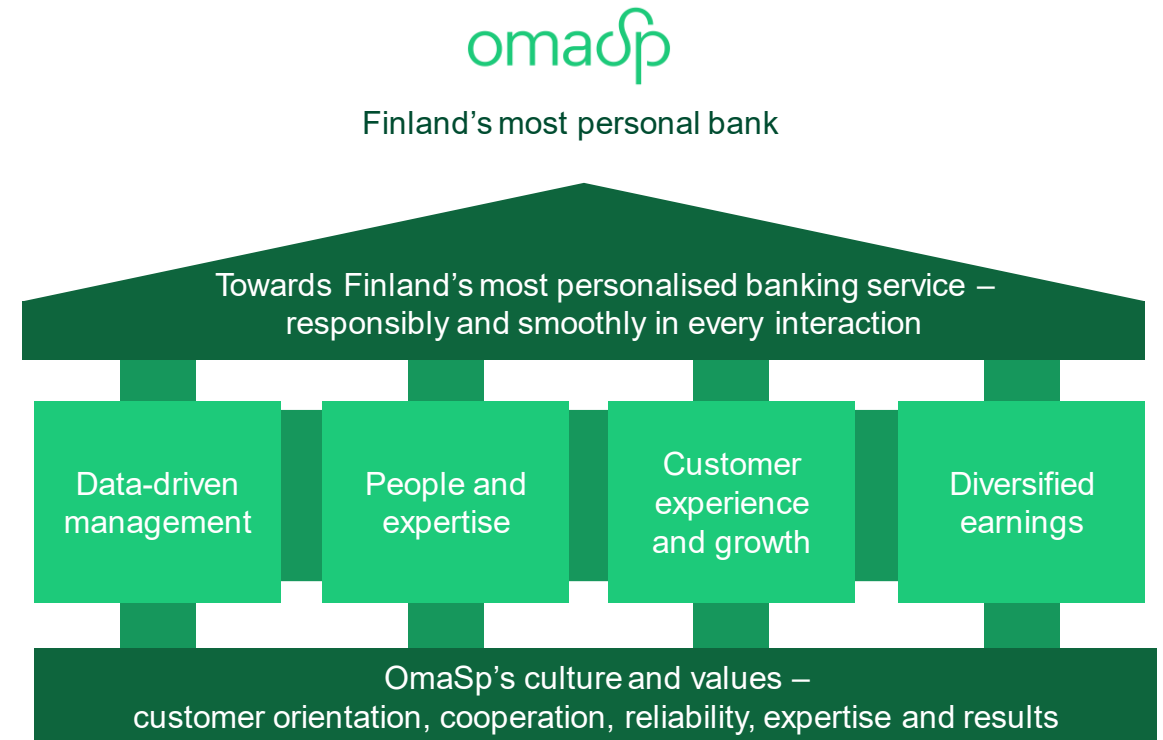 omaSp
Finland’s most personal bank
Towards Finland’s most personalised banking service –
responsibly and smoothly in every interaction
Data-driven
management
People and
expertise
Customer
experience
and growth
Diversified
earnings
OmaSp’s culture and values –
customer orientation, cooperation, reliability, expertise and results